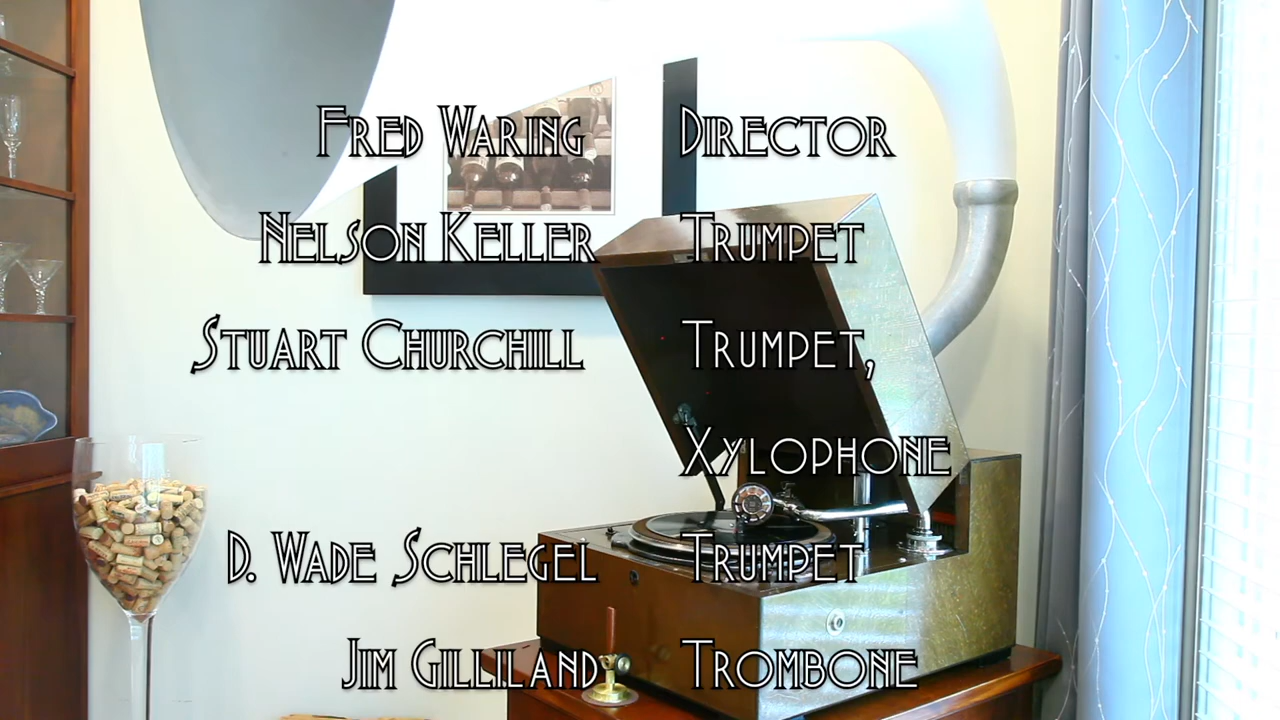 Fred Waring Director
Nelson Keller Trumpet
Stuart Churchill Trumpet,
Xylophone
D. Wade Schlegel Trumpet
Jim Gilliland Trombone